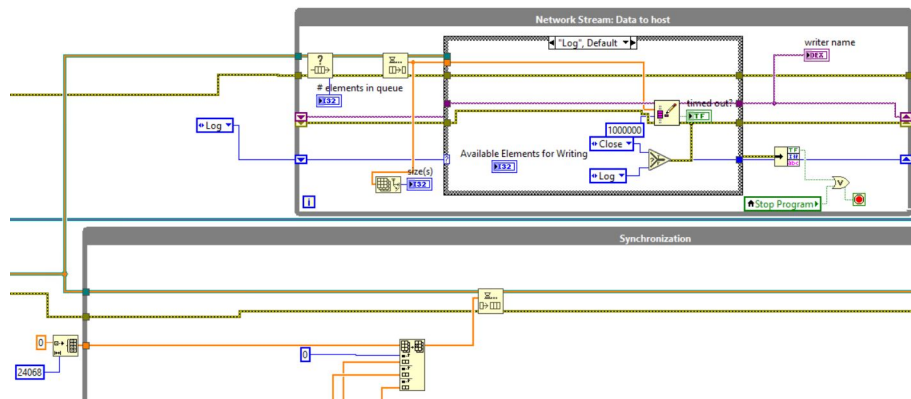 Network Stream: Data to host
"Log", Default
writer name
# elements in queue
I32
timed out?
TF
Log
1000000
Close
Available Elements for Writing
I32
size(s)
I32
Log
TF
i
Stop Program
Synchronization
0
24068
0